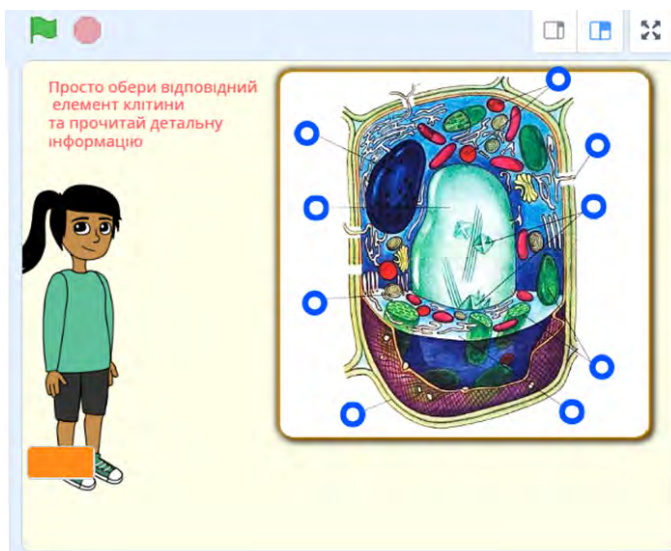 Просто обери відповідний
елемент клітини
та прочитай детальну
інформацію